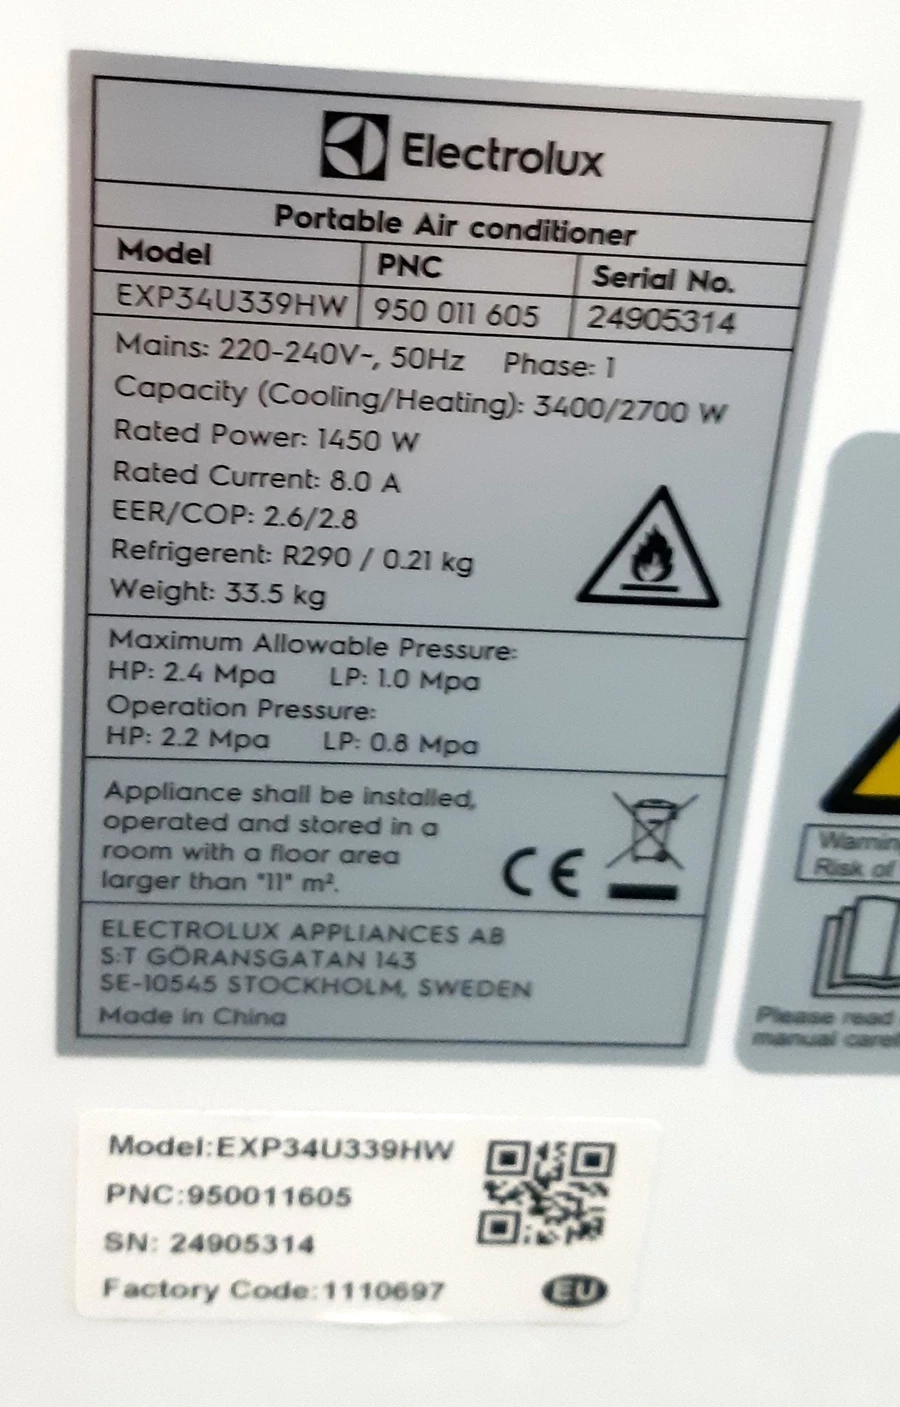 Electrolux
Portable Air conditioner
Model PNC Serial No.
EXP34U339HW 950 011 605 24905314
Mains: 220-240V~, 50Hz Phase: 1
Capacity (Cooling/Heating): 3400/2700 W
Rated Power: 1450 W
Rated Current: 8.0 A
EER/COP: 2.6/2.8
Refrigerent: R290 / 0.21 kg
Weight: 33.5 kg
Maximum Allowable Pressure:
HP: 2.4 Mpa LP: 1.0 Mpa
Operation Pressure:
HP: 2.2 Mpa LP: 0.8 Mpa
Appliance shall be installed,
operated and stored in a
room with a floor area
larger than "11" m².
CE
ELECTROLUX APPLIANCES AB
S:T GÖRANSGATAN 143
SE-10545 STOCKHOLM, SWEDEN
Made in China
Risk of
Please read
manual
Model:EXP34U339HW
PNC:950011605
SN: 24905314
Factory Code:1110697
EU